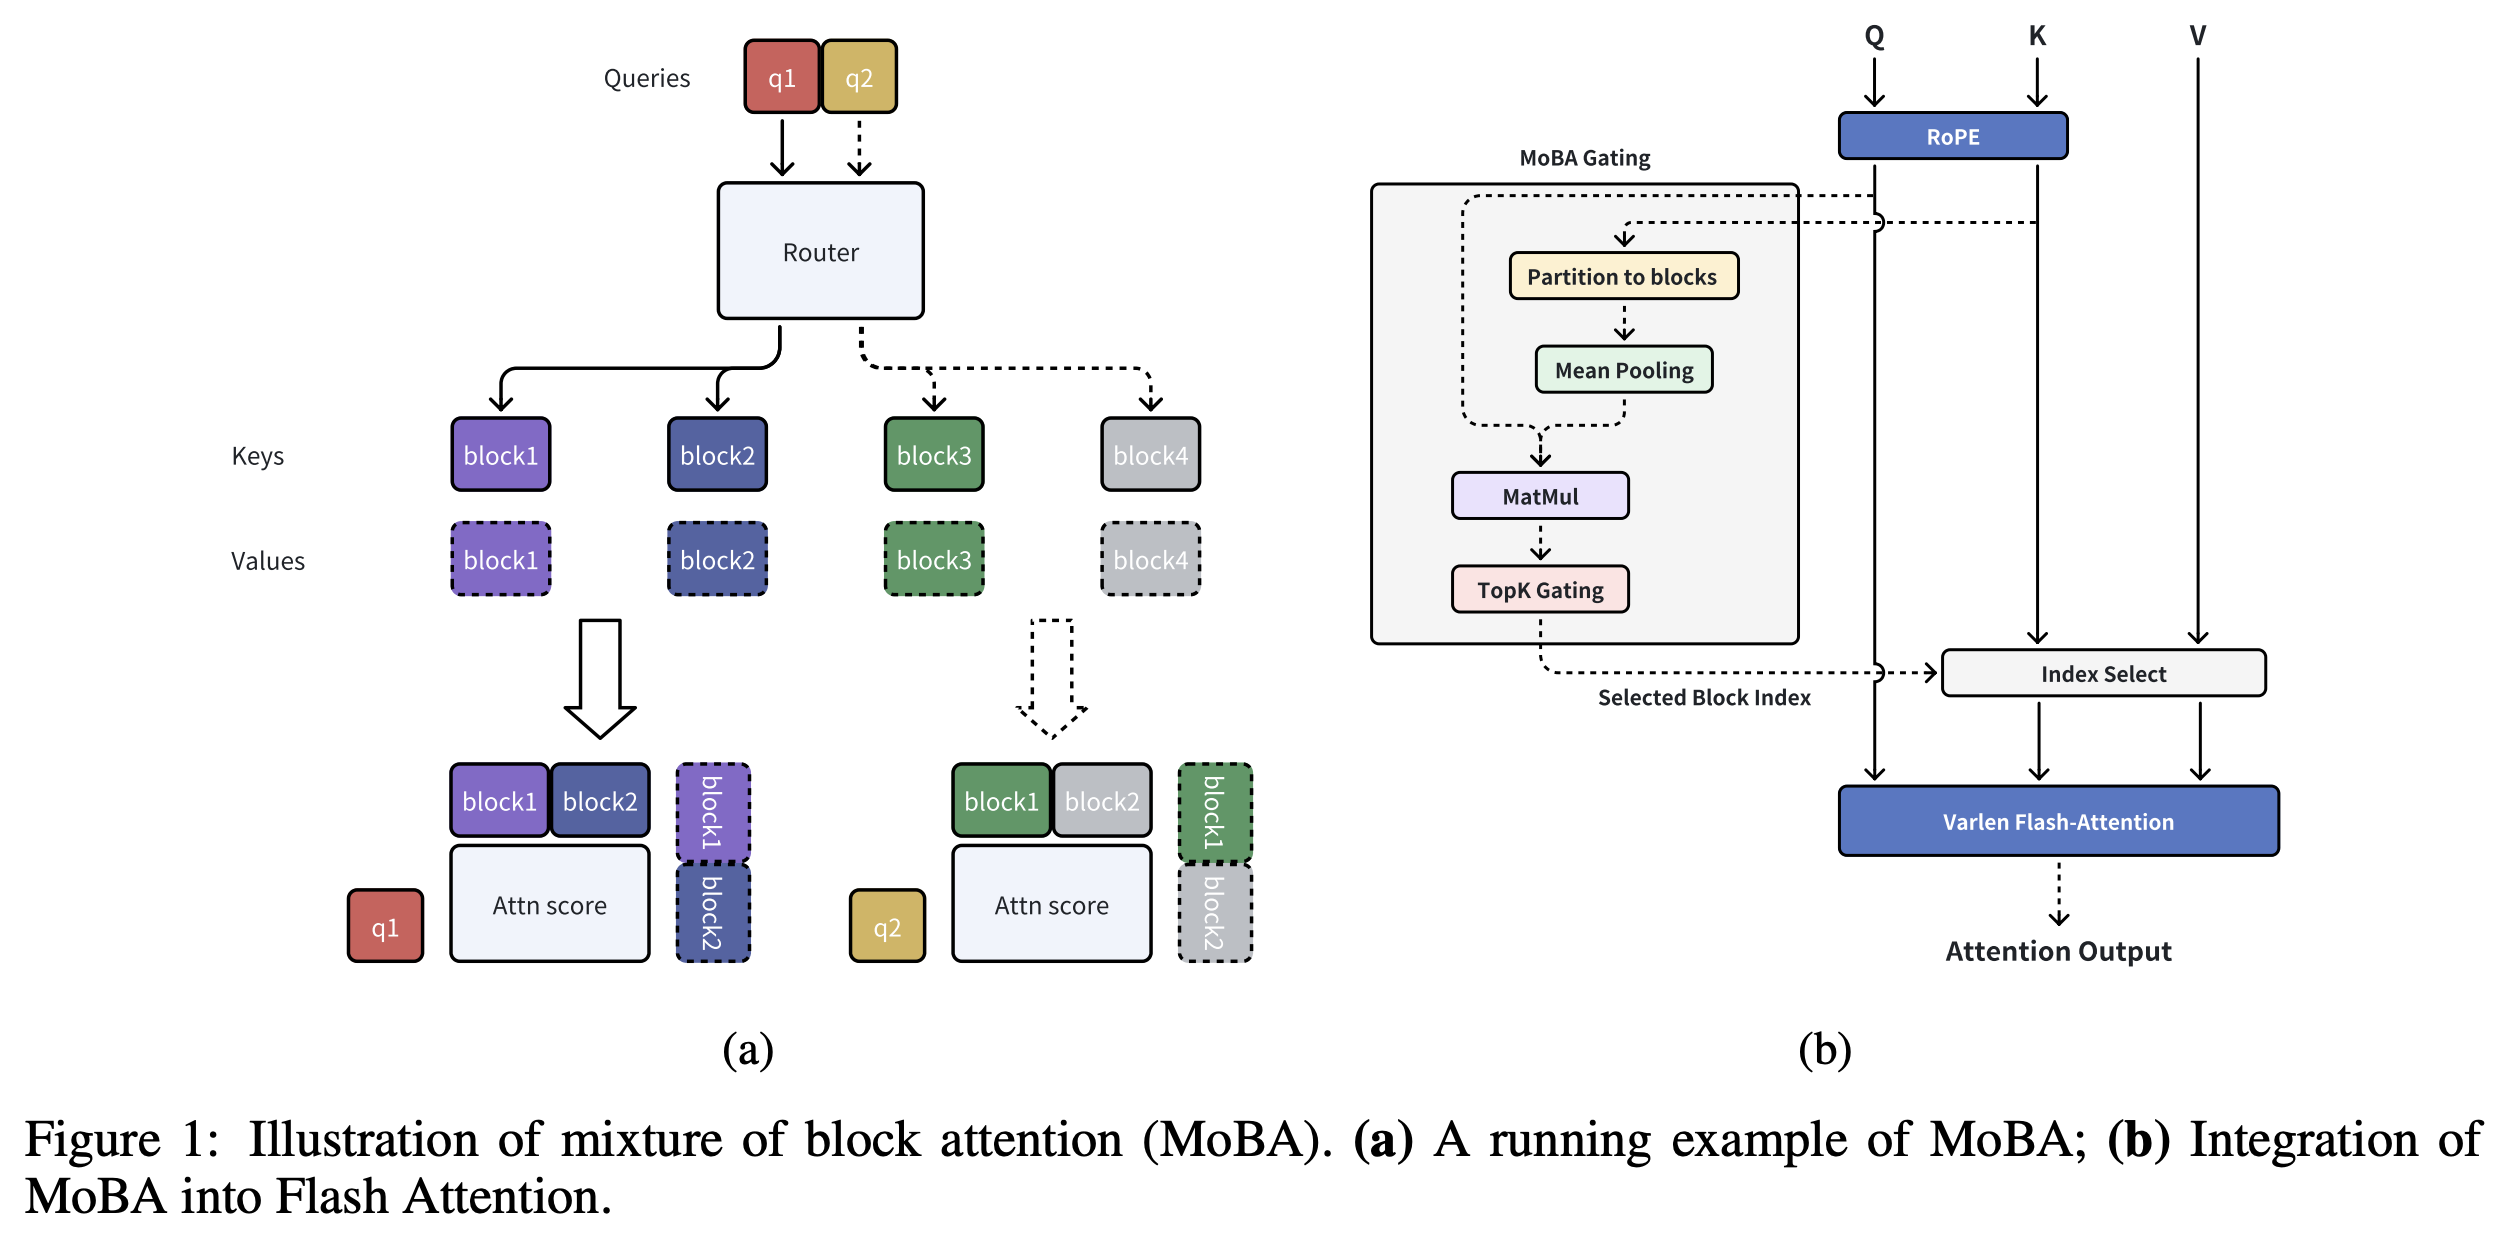 Queries
q1
q2
Router
Keys
block1
block2
block3
block4
Values
block1
block2
block3
block4
block1
block2
block1
block2
q1
Attn score
block1
block2
block1
block2
q2
Attn score
(a)
Q
K
V
RoPE
MoBA Gating
Partition to blocks
Mean Pooling
MatMul
TopK Gating
Selected Block Index
Index Select
Varlen Flash-Attention
Attention Output
(b)
Figure 1: Illustration of mixture of block attention (MoBA). (a) A running example of MoBA; (b) Integration of
MoBA into Flash Attention.